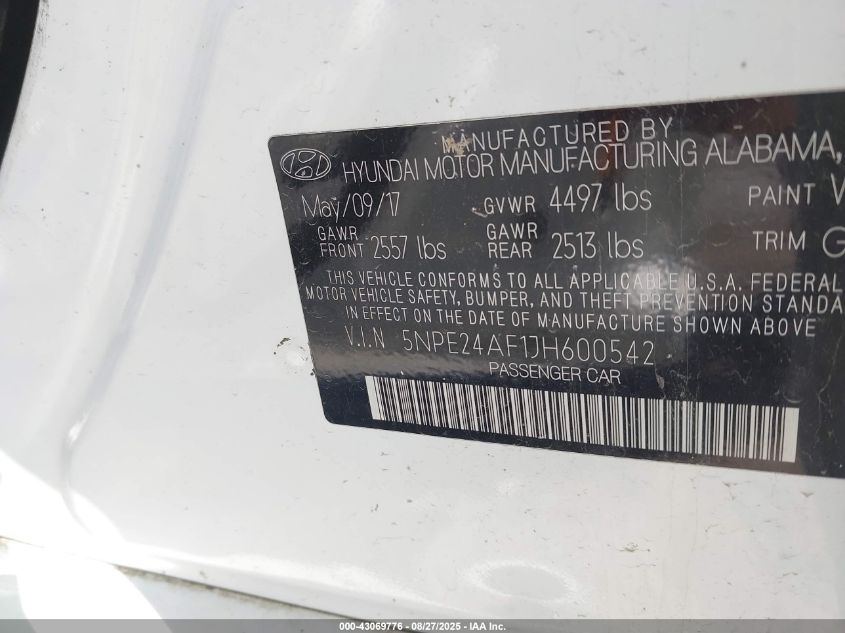 MANUFACTURED BY
HYUNDAI MOTOR MANUFACTURING ALABAMA,
May/09/17 GVWR 4497 lbs PAINT
GAWR FRONT 2557 lbs GAWR REAR 2513 lbs TRIM G
THIS VEHICLE CONFORMS TO ALL APPLICABLE U.S.A. FEDERAL
MOTOR VEHICLE SAFETY, BUMPER, AND THEFT PREVENTION STANDA
IN EFFECT ON THE DATE OF MANUFACTURE SHOWN ABOVE
V.I.N 5NPE24AF1JH600542
PASSENGER CAR
000-43069776 - 08/27/2025 - IAA Inc.